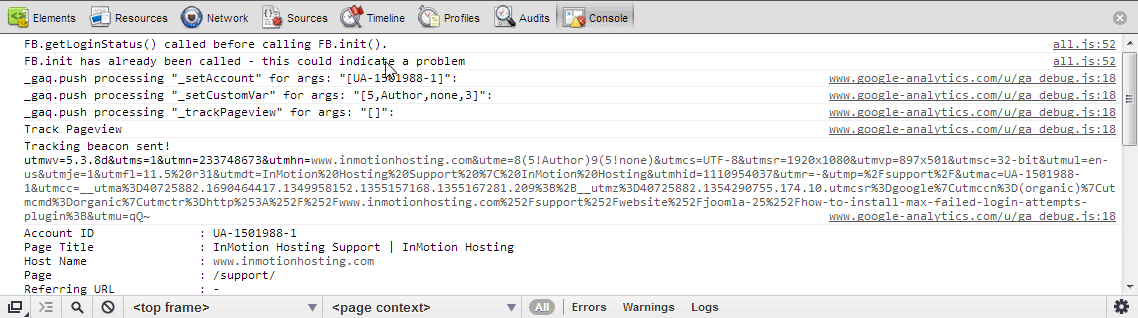 Elements Resources Network Sources Timeline Profiles Audits Console
FB.getLoginStatus() called before calling FB.init(). all.js:52
FB.init has already been called - this could indicate a problem all.js:52
_gaq.push processing "_setAccount" for args: "[UA-1501988-1]": www.google-analytics.com/u/ga_debug.js:18
_gaq.push processing "_setCustomVar" for args: "[5,Author,none,3]": www.google-analytics.com/u/ga_debug.js:18
_gaq.push processing "_trackPageview" for args: "[]": www.google-analytics.com/u/ga_debug.js:18
Track Pageview www.google-analytics.com/u/ga_debug.js:18
Tracking beacon sent!
utmwv=5.3.8d&utms=1&utmn=233748673&utmhn=www.inmotionhosting.com&utme=8(5!Author)9(5!none)&utmcs=UTF-8&utmsr=1920x1080&utmvp=897x501&utmsc=32-bit&utmul=en-
us&utmje=1&utmfl=11.5%20r31&utmdt=InMotion%20Hosting%20Support%20%7C%20InMotion%20Hosting&utmhid=1110954037&utmr=-&utmp=%2Fsupport%2F&utmac=UA-1501988-
1&utmcc=__utma%3D40725882.1690464417.1349958152.1355157168.1355167281.209%3B%2B__utmz%3D40725882.1354290755.174.10.utmcsr%3Dgoogle%7Cutmccn%3D(organic)%7Cut
mcmd%3Dorganic%7Cutmctr%3Dhttp%253A%252F%252Fwww.inmotionhosting.com%252Fsupport%252Fwebsite%252Fjoomla-25%252Fhow-to-install-max-failed-login-attempts-
plugin%3B&utmu=qQ~ www.google-analytics.com/u/ga_debug.js:18
Account ID : UA-1501988-1
Page Title : InMotion Hosting Support | InMotion Hosting
Host Name : www.inmotionhosting.com
Page : /support/
Referring URL : -
<top frame> <page context> All Errors Warnings Logs